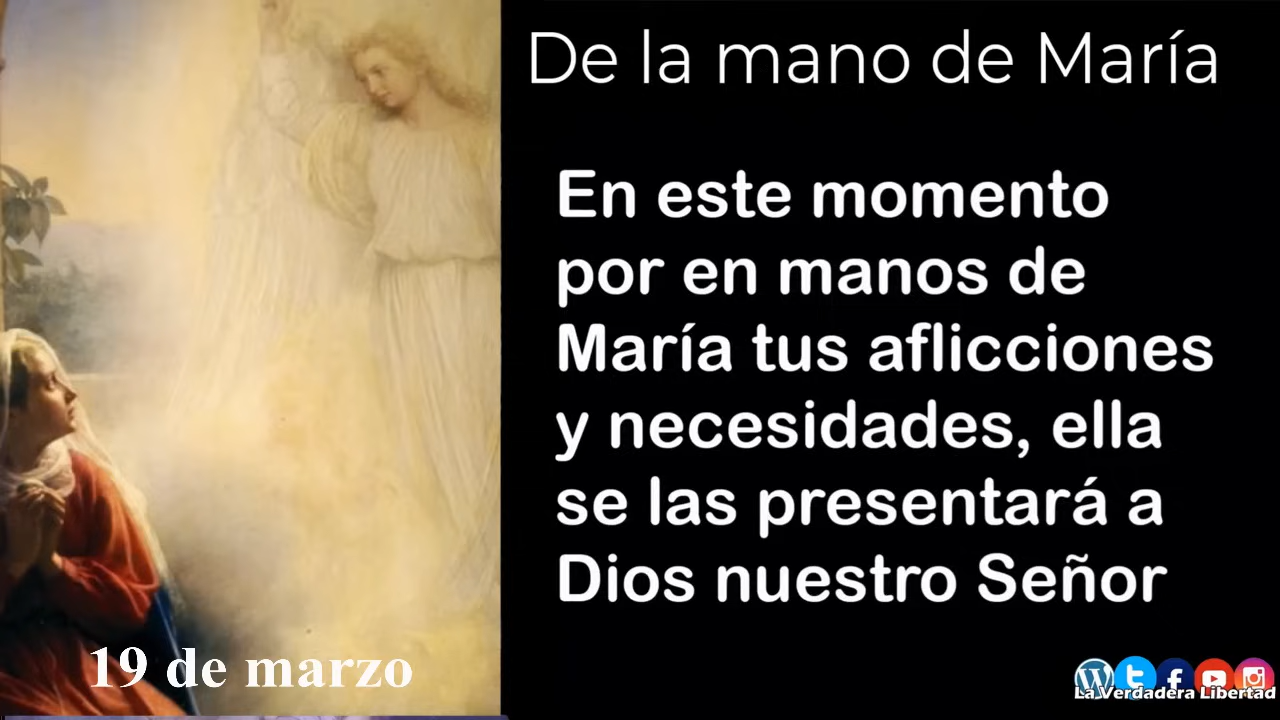 De la mano de María
En este momento
por en manos de
María tus aflicciones
y necesidades, ella
se las presentará a
Dios nuestro Señor
19 de marzo
La Verdadera Libertad